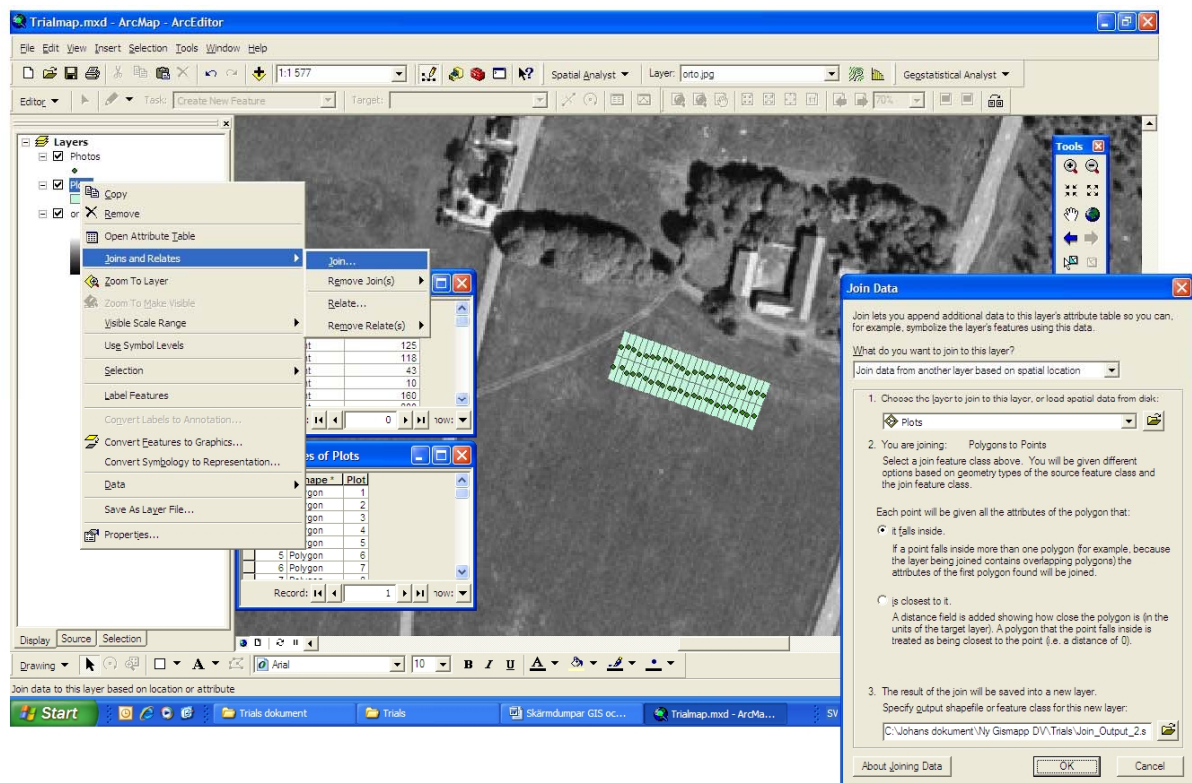 Trialmap.mxd - ArcMap - ArcEditor
File Edit View Insert Selection Tools Window Help
1:1 577
Spatial Analyst
Layer: orto.jpg
Geostatistical Analyst
Editor
Task: Create New Feature
Target:
70%
Layers
Photos
or
Copy
Remove
Open Attribute Table
Joins and Relates
Zoom To Layer
Zoom To Make Visible
Visible Scale Range
Use Symbol Levels
Selection
Label Features
Convert Labels to Annotation...
Convert Features to Graphics...
Convert Symbology to Representation...
Data
Save As Layer File...
Properties...
Join...
Remove Join(s)
Relate...
Remove Relate(s)
125
118
43
10
160
0
es of Plots
hape * Plot
gon 1
gon 2
gon 3
gon 4
gon 5
5 Polygon 6
6 Polygon 7
Record: 1
Tools
Join Data
Join lets you append additional data to this layer's attribute table so you can,
for example, symbolize the layer's features using this data.
What do you want to join to this layer?
Join data from another layer based on spatial location
1. Choose the layer to join to this layer, or load spatial data from disk:
Plots
2. You are joining: Polygons to Points
Select a join feature class above. You will be given different
options based on geometry types of the source feature class and
the join feature class.
Each point will be given all the attributes of the polygon that:
it falls inside.
If a point falls inside more than one polygon (for example, because
the layer being joined contains overlapping polygons) the
attributes of the first polygon found will be joined.
is closest to it.
A distance field is added showing how close the polygon is (in the
units of the target layer). A polygon that the point falls inside is
treated as being closest to the point (i.e. a distance of 0).
3. The result of the join will be saved into a new layer.
Specify output shapefile or feature class for this new layer:
C:\Johans dokument\Ny Gismapp DV\Trials\Join_Output_2.s
About Joining Data
OK
Cancel
Display Source Selection
Drawing
A
Arial
10
B I U A
Join data to this layer based on location or attribute
Start
Trials dokument
Trials
Skärmdumpar GIS oc...
Trialmap.mxd - ArcMa...
SV